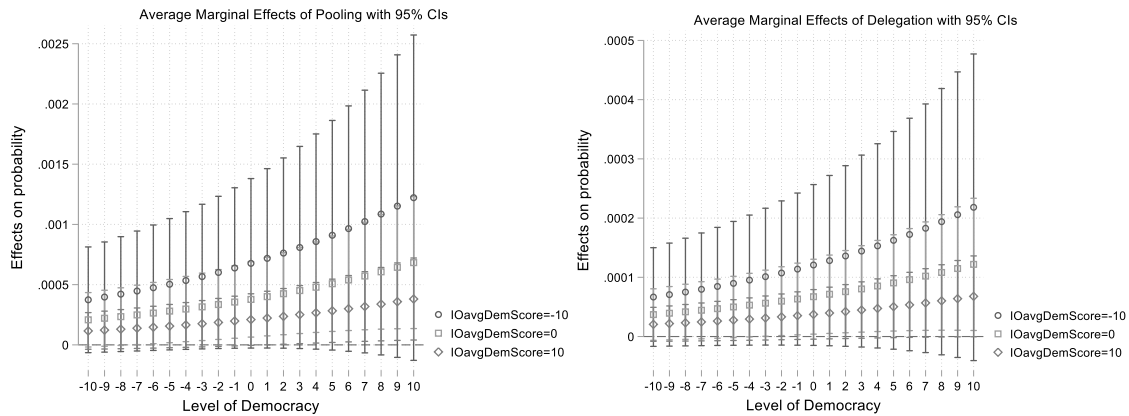 Average Marginal Effects of Pooling with 95% CIs
Effects on probability
.0025
.002
.0015
.001
.0005
0
-10 -9 -8 -7 -6 -5 -4 -3 -2 -1 0 1 2 3 4 5 6 7 8 9 10
Level of Democracy
IOavgDemScore=-10
IOavgDemScore=0
IOavgDemScore=10
Average Marginal Effects of Delegation with 95% CIs
Effects on probability
.0005
.0004
.0003
.0002
.0001
0
-10 -9 -8 -7 -6 -5 -4 -3 -2 -1 0 1 2 3 4 5 6 7 8 9 10
Level of Democracy
IOavgDemScore=-10
IOavgDemScore=0
IOavgDemScore=10